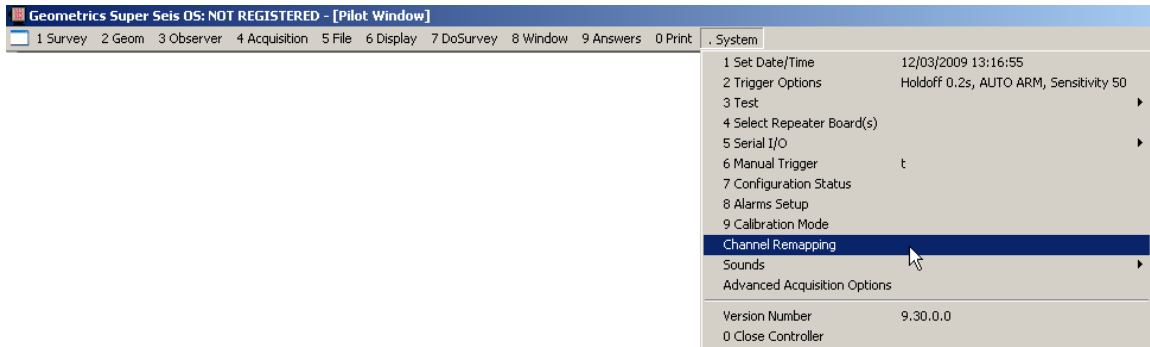 Geometrics Super Seis OS: NOT REGISTERED - [Pilot Window]
1 Survey 2 Geom 3 Observer 4 Acquisition 5 File 6 Display 7 DoSurvey 8 Window 9 Answers 0 Print . System
1 Set Date/Time 12/03/2009 13:16:55
2 Trigger Options Holdoff 0.2s, AUTO ARM, Sensitivity 50
3 Test
4 Select Repeater Board(s)
5 Serial I/O
6 Manual Trigger t
7 Configuration Status
8 Alarms Setup
9 Calibration Mode
Channel Remapping
Sounds
Advanced Acquisition Options
Version Number 9.30.0.0
0 Close Controller